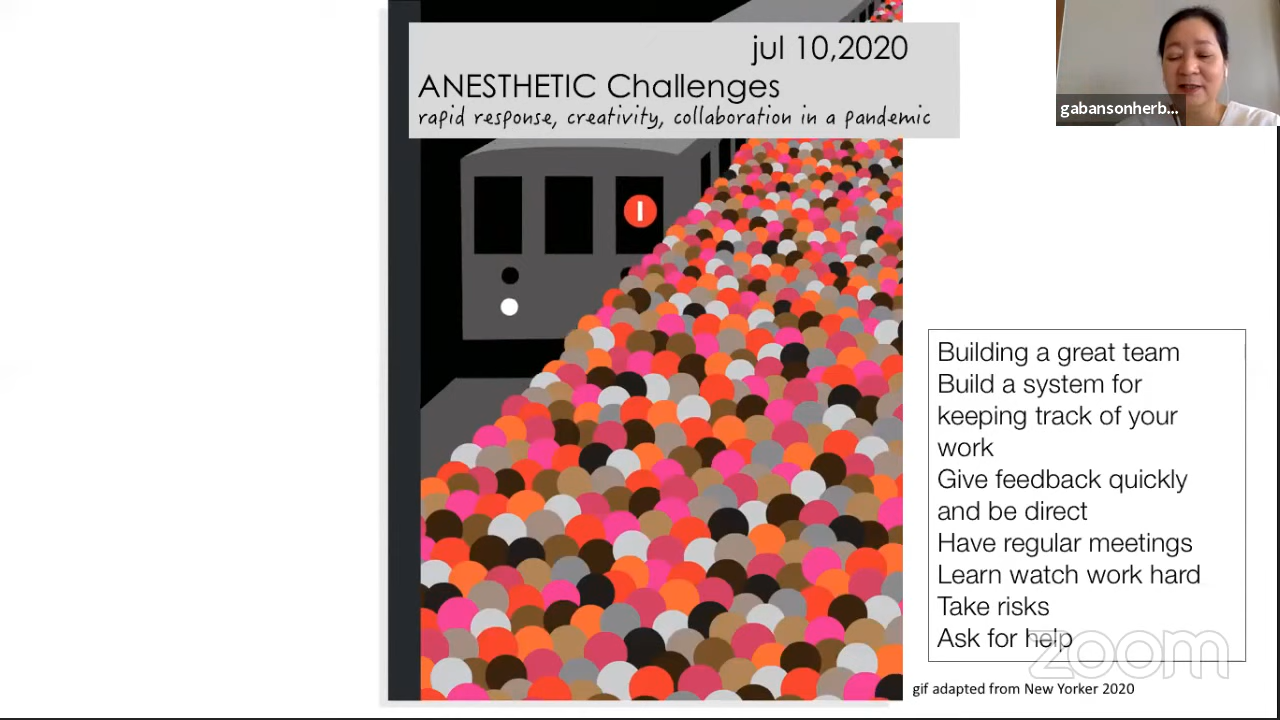 jul 10,2020
ANESTHETIC Challenges
rapid response, creativity, collaboration in a pandemic
gabansonherb...
Building a great team
Build a system for
keeping track of your
work
Give feedback quickly
and be direct
Have regular meetings
Learn watch work hard
Take risks
Ask for help
zoom
gif adapted from New Yorker 2020